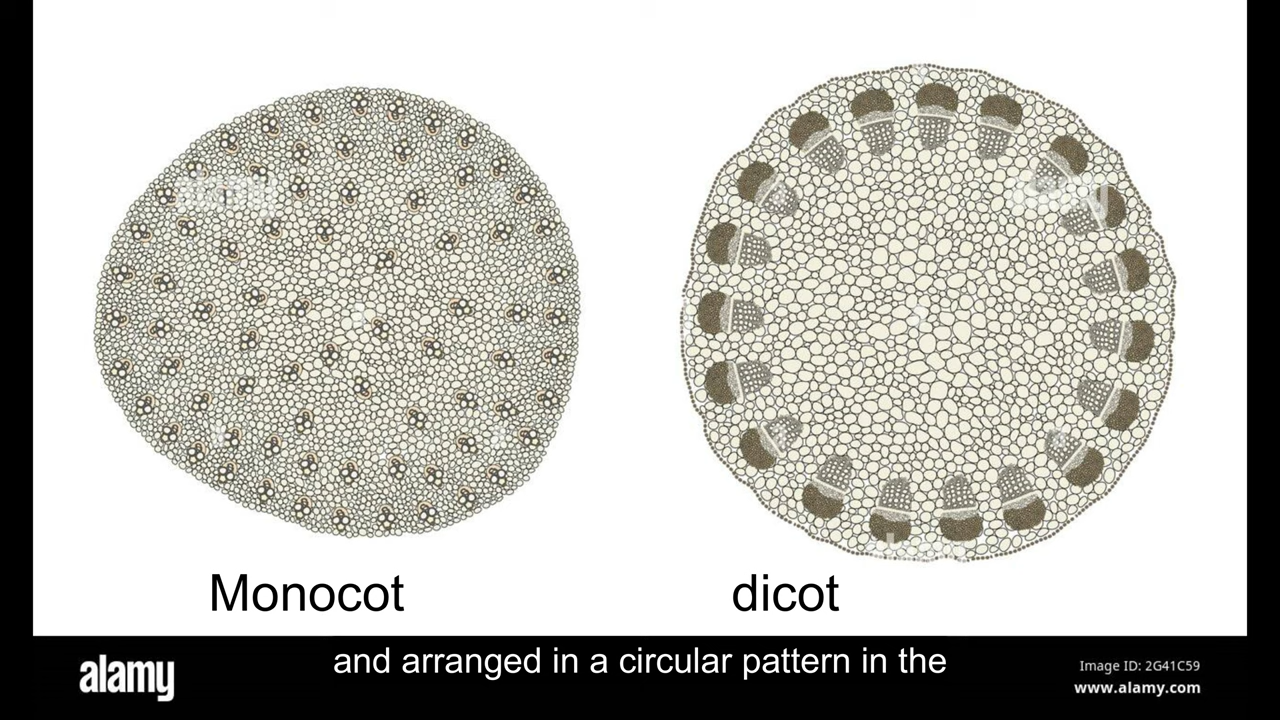 Monocot
dicot
and arranged in a circular pattern in the
alamy
Image ID: 2G41C59
www.alamy.com